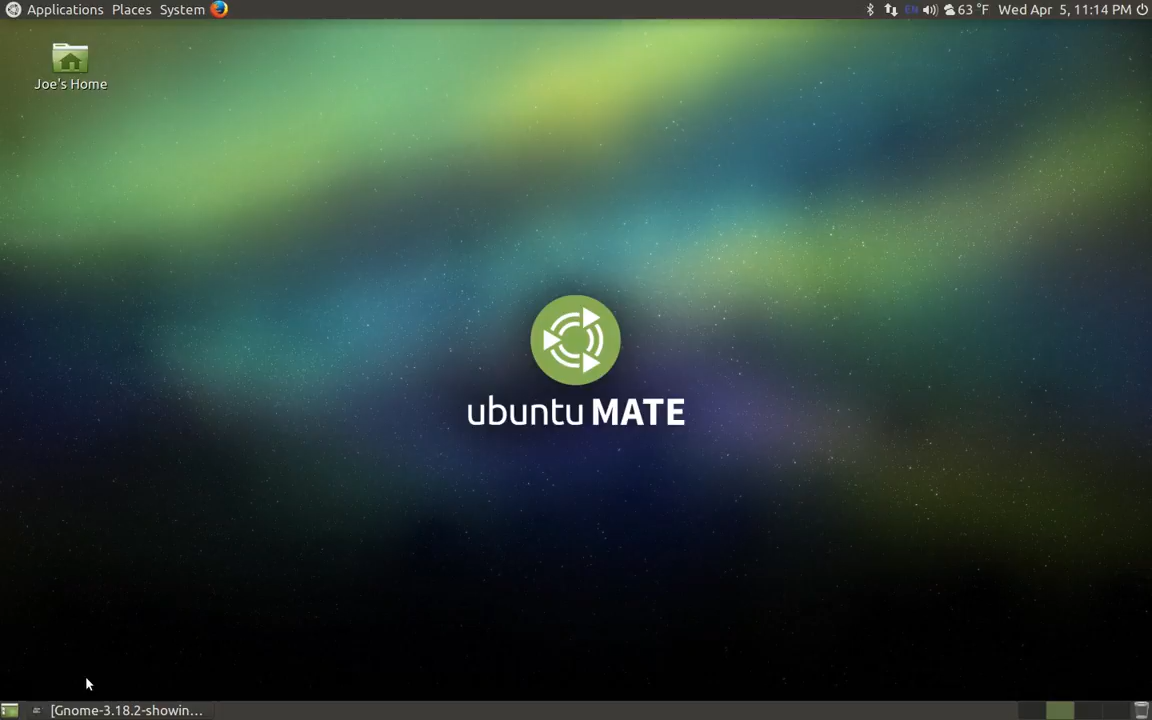 Applications Places System EN 63 °F Wed Apr 5, 11:14 PM
Joe's Home
ubuntu MATE
[Gnome-3.18.2-showin...